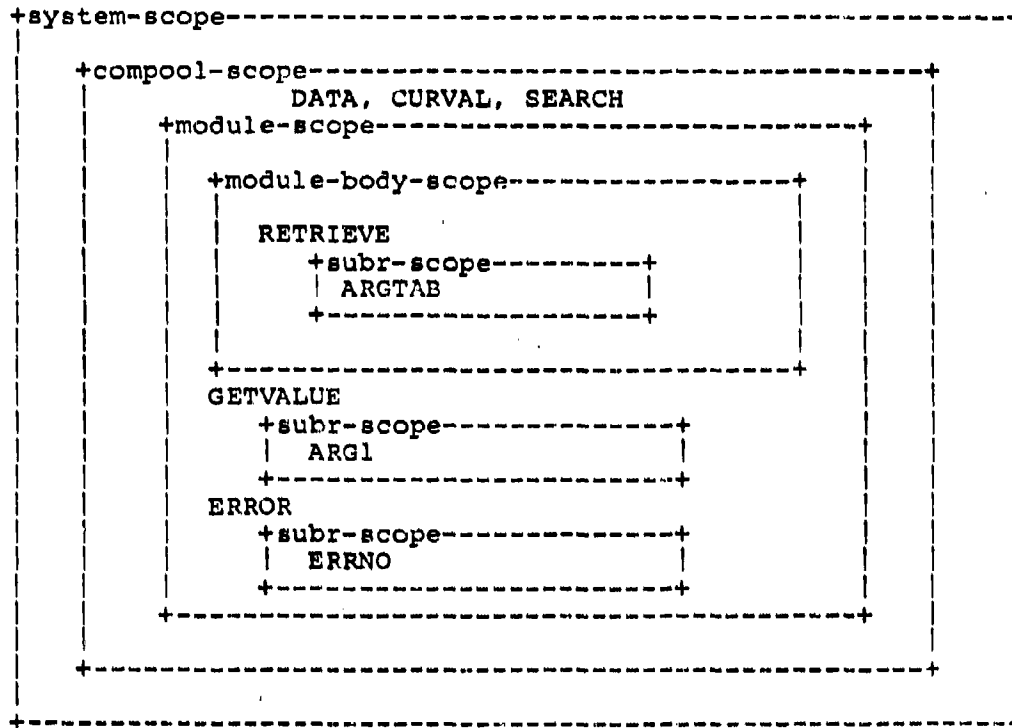 system-scope
compool-scope
DATA, CURVAL, SEARCH
module-scope
module-body-scope
RETRIEVE
subr-scope
ARGTAB
GETVALUE
subr-scope
ARG1
ERROR
subr-scope
ERRNO